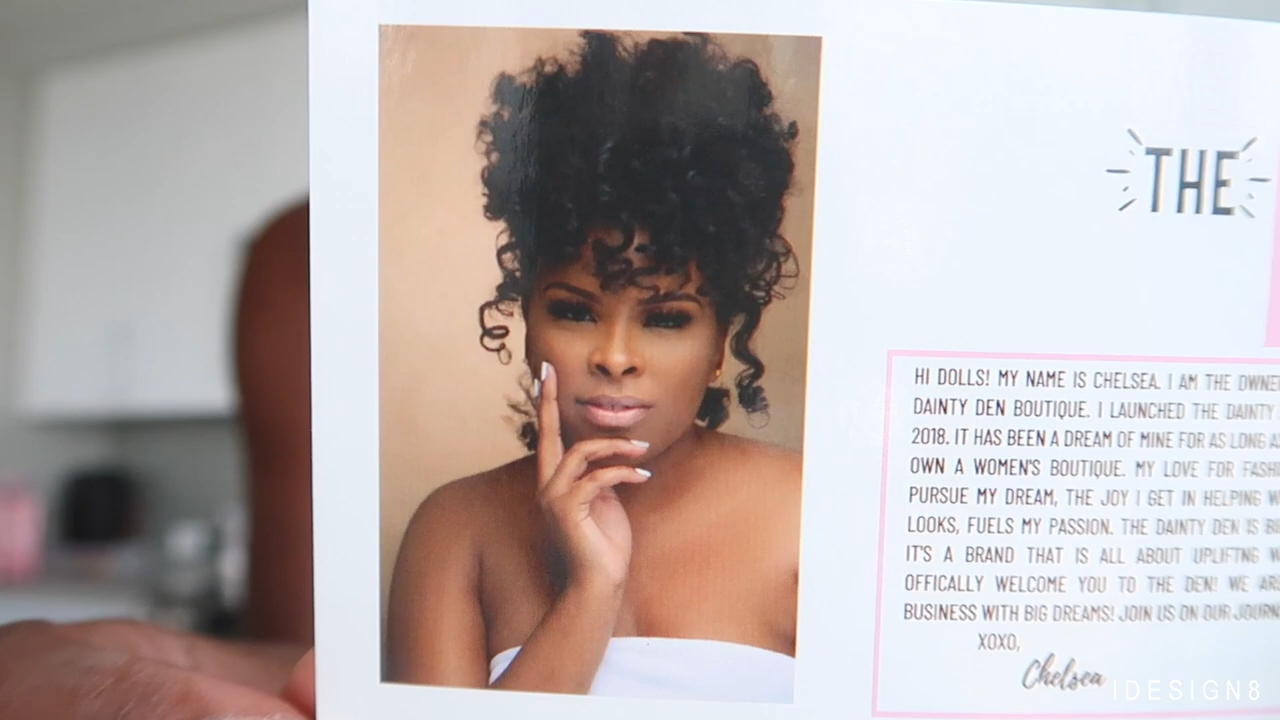 THE
HI DOLLS! MY NAME IS CHELSEA. I AM THE OWNE
DAINTY DEN BOUTIQUE. I LAUNCHED THE DAINTY
2018. IT HAS BEEN A DREAM OF MINE FOR AS LONG A
OWN A WOMEN'S BOUTIQUE. MY LOVE FOR FASHI
PURSUE MY DREAM, THE JOY I GET IN HELPING W
LOOKS, FUELS MY PASSION. THE DAINTY DEN IS B
IT'S A BRAND THAT IS ALL ABOUT UPLIFTNG W
OFFICALLY WELCOME YOU TO THE DEN! WE AR
BUSINESS WITH BIG DREAMS! JOIN US ON OUR JOURN
XOXO,
Chelsea
IDESIGN8